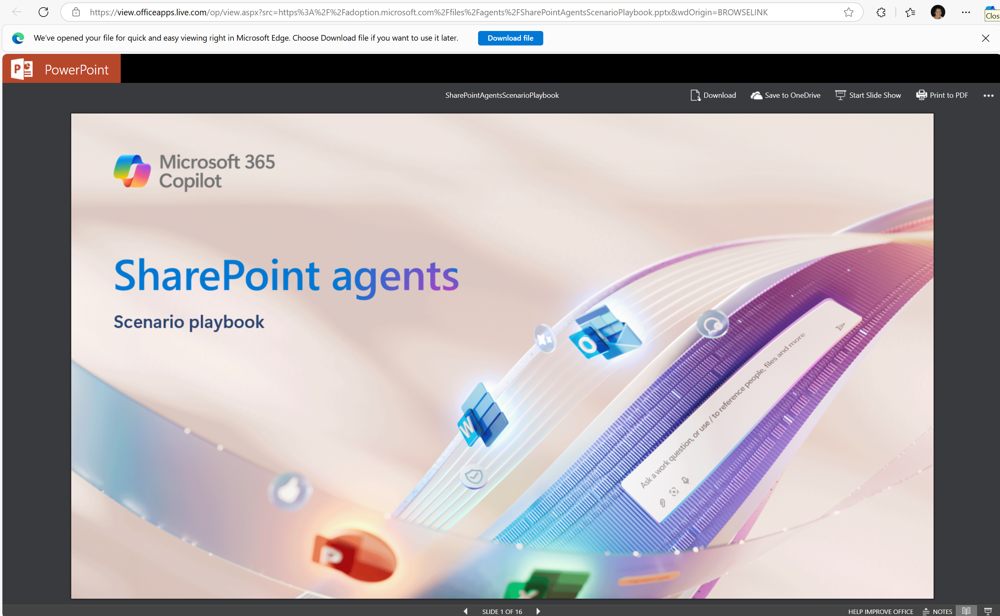 https://view.officeapps.live.com/op/view.aspx?src=https%3A%2F%2Fadoption.microsoft.com%2Ffiles%2Fagents%2FSharePointAgentsScenarioPlaybook.pptx&wdOrigin=BROWSELINK
Clos
We've opened your file for quick and easy viewing right in Microsoft Edge. Choose Download file if you want to use it later.
Download file
P
PowerPoint
SharePointAgentsScenarioPlaybook
Download
Save to OneDrive
Start Slide Show
Print to PDF
Microsoft 365
Copilot
SharePoint agents
Scenario playbook
O
W
Ask a work question, or use / to reference people, files and more
P
SLIDE 1 OF 16
HELP IMPROVE OFFICE
NOTES